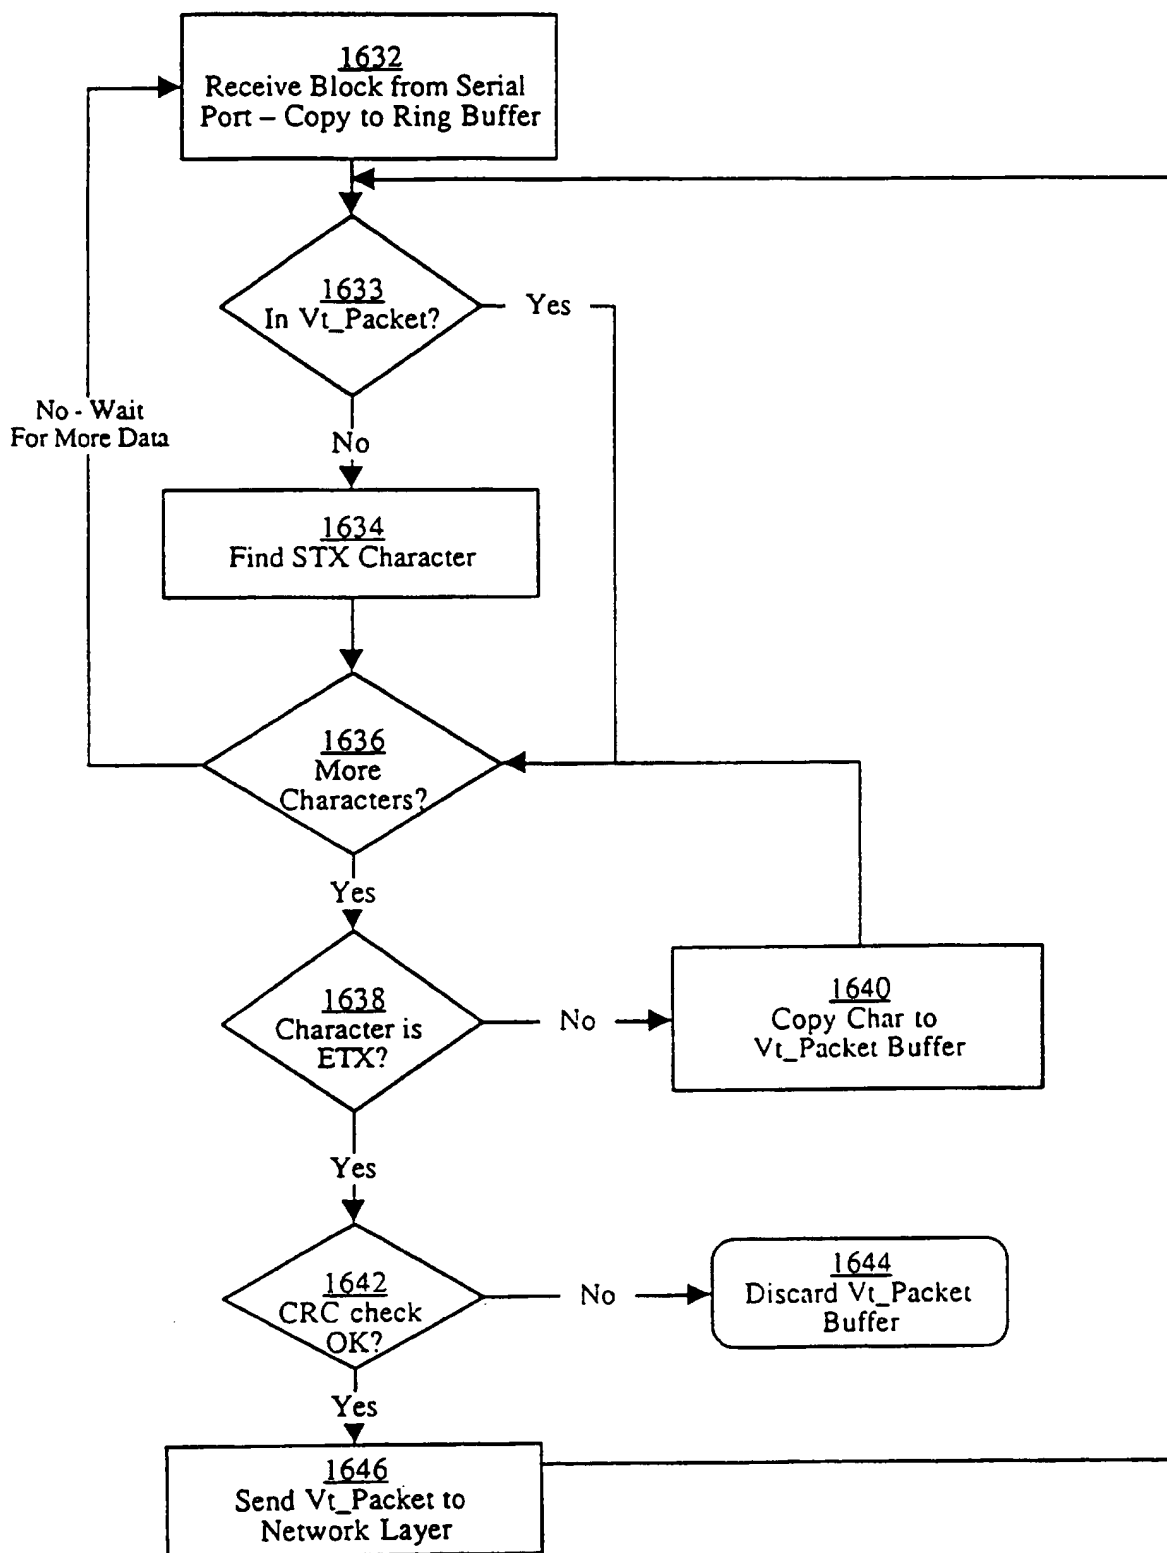 1632
Receive Block from Serial
Port – Copy to Ring Buffer
1633
In Vt_Packet?
Yes
No - Wait
For More Data
No
1634
Find STX Character
1636
More
Characters?
Yes
1638
Character is
ETX?
No
1640
Copy Char to
Vt_Packet Buffer
Yes
1642
CRC check
OK?
No
1644
Discard Vt_Packet
Buffer
Yes
1646
Send Vt_Packet to
Network Layer